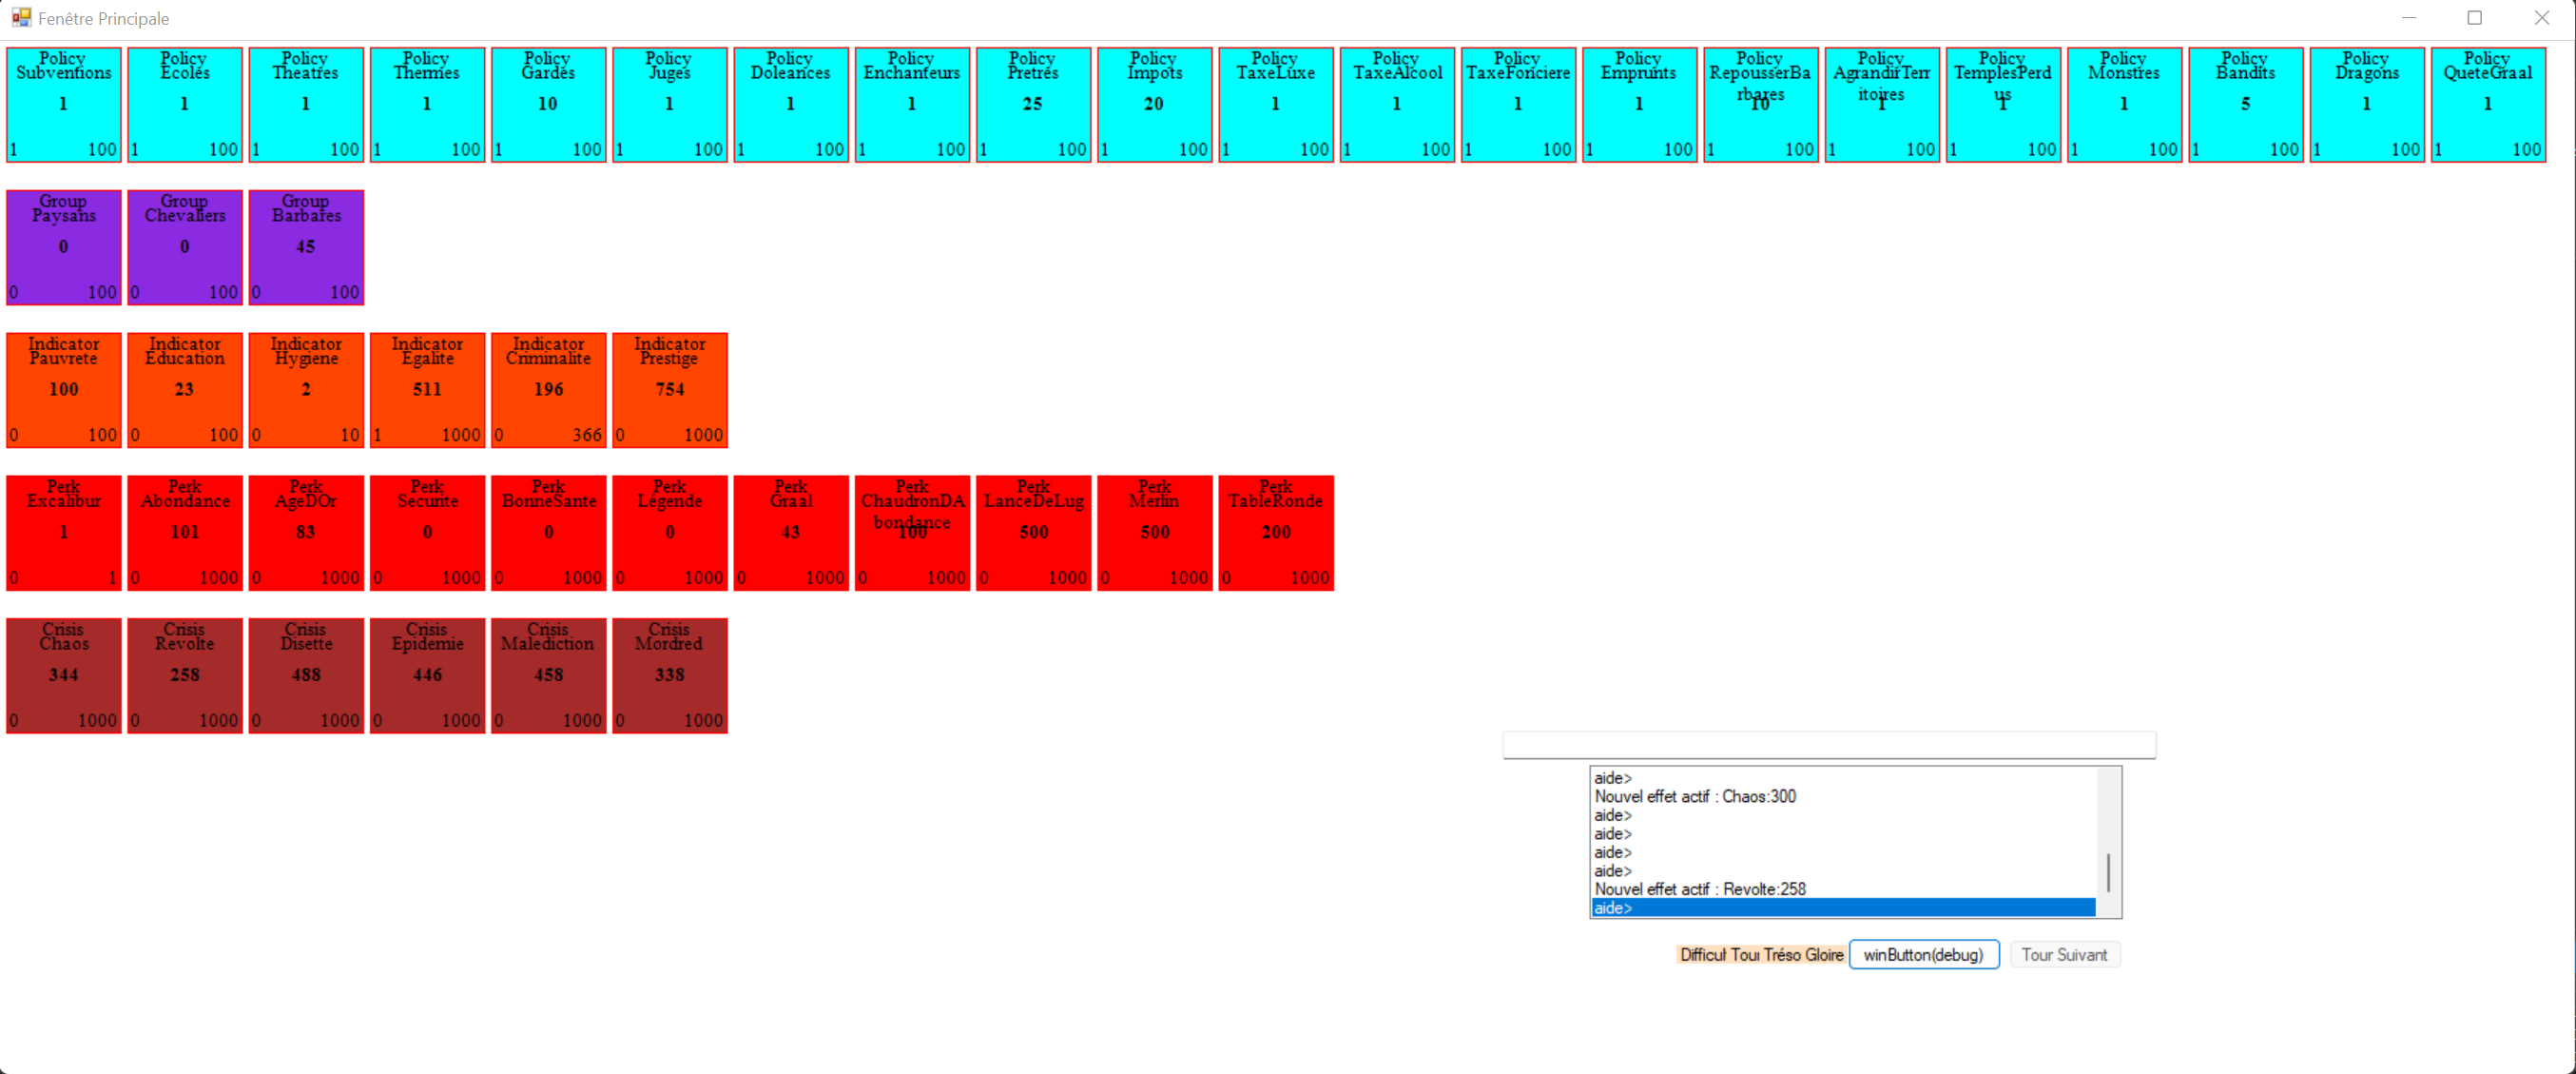 Fenêtre Principale
Policy Subventions 1 1 100
Policy Ecoles 1 1 100
Policy Theatres 1 1 100
Policy Thermes 1 1 100
Policy Gardes 10 1 100
Policy Juges 1 1 100
Policy Doleances 1 1 100
Policy Enchanteurs 1 1 100
Policy Pretres 25 1 100
Policy Impots 20 1 100
Policy TaxeLuxe 1 1 100
Policy TaxeAlcool 1 1 100
Policy TaxeFonciere 1 1 100
Policy Emprunts 1 1 100
Policy RepousserBarbares 10 1 100
Policy AgrandirTerritoires 1 1 100
Policy TemplesPerdus 1 1 100
Policy Monstres 1 1 100
Policy Bandits 5 1 100
Policy Dragons 1 1 100
Policy QueteGraal 1 1 100
Group Paysans 0 0 100
Group Chevaliers 0 0 100
Group Barbares 45 0 100
Indicator Pauvrete 100 0 100
Indicator Education 23 0 100
Indicator Hygiene 2 0 10
Indicator Egalite 511 1 1000
Indicator Criminalite 196 0 366
Indicator Prestige 754 0 1000
Perk Excalibur 1 0 1
Perk Abondance 101 0 1000
Perk AgeDOr 83 0 1000
Perk Securite 0 0 1000
Perk BonneSante 0 0 1000
Perk Légende 0 0 1000
Perk Graal 43 0 1000
Perk ChaudronDAbondance 100 0 1000
Perk LanceDeLug 500 0 1000
Perk Merlin 500 0 1000
Perk TableRonde 200 0 1000
Crisis Chaos 344 0 1000
Crisis Revolte 258 0 1000
Crisis Disette 488 0 1000
Crisis Epidemie 446 0 1000
Crisis Malediction 458 0 1000
Crisis Mordred 338 0 1000
aide>
Nouvel effet actif : Chaos:300
aide>
aide>
aide>
aide>
Nouvel effet actif : Revolte:258
aide>
Difficul Tour Tréso Gloire winButton(debug) Tour Suivant